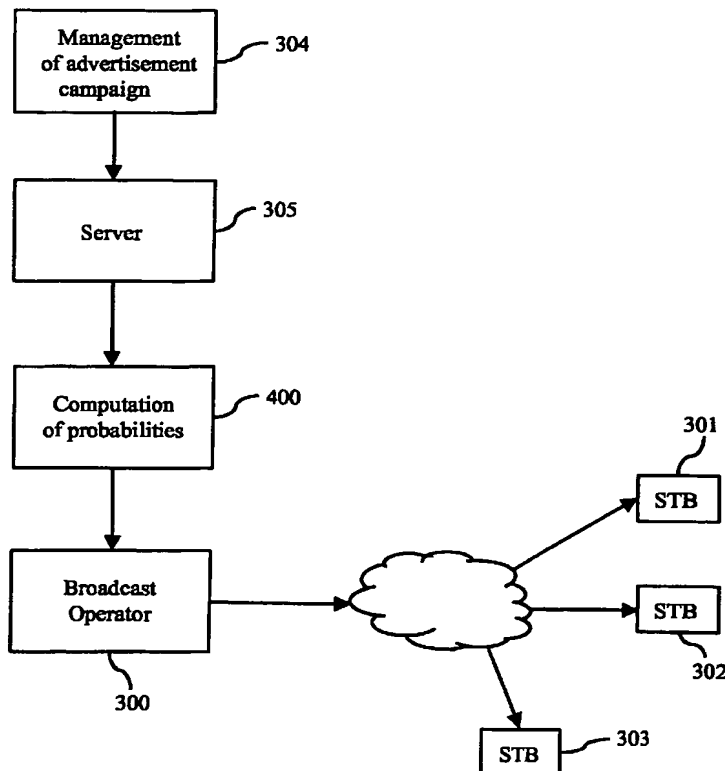 Management
of advertisement
campaign
304
Server
305
Computation
of probabilities
400
301
STB
Broadcast
Operator
300
STB
302
STB
303